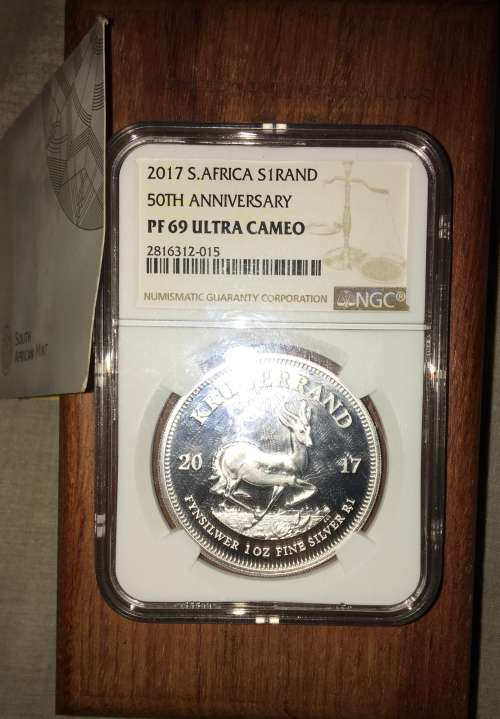 2017 S.AFRICA S1RAND
50TH ANNIVERSARY
PF 69 ULTRA CAMEO
2816312-015
NUMISMATIC GUARANTY CORPORATION
NGC®
SOUTH
AFRICAN MINT
KRUGERRAND
20 17
FYNSILWER 1 OZ FINE SILVER R1